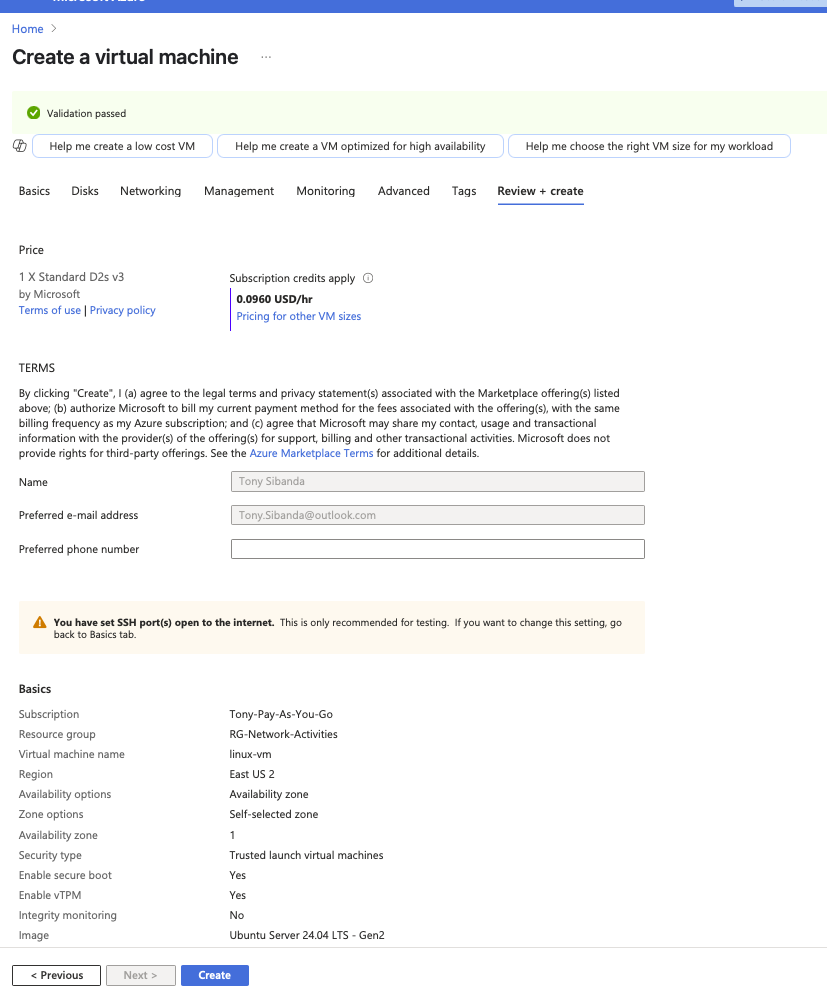 Microsoft Azure
Home >
Create a virtual machine ...
Validation passed
Help me create a low cost VM Help me create a VM optimized for high availability Help me choose the right VM size for my workload
Basics Disks Networking Management Monitoring Advanced Tags Review + create
Price
1 X Standard D2s v3
by Microsoft
Terms of use | Privacy policy
Subscription credits apply
0.0960 USD/hr
Pricing for other VM sizes
TERMS
By clicking "Create", I (a) agree to the legal terms and privacy statement(s) associated with the Marketplace offering(s) listed
above; (b) authorize Microsoft to bill my current payment method for the fees associated with the offering(s), with the same
billing frequency as my Azure subscription; and (c) agree that Microsoft may share my contact, usage and transactional
information with the provider(s) of the offering(s) for support, billing and other transactional activities. Microsoft does not
provide rights for third-party offerings. See the Azure Marketplace Terms for additional details.
Name Tony Sibanda
Preferred e-mail address Tony.Sibanda@outlook.com
Preferred phone number
You have set SSH port(s) open to the internet. This is only recommended for testing. If you want to change this setting, go
back to Basics tab.
Basics
Subscription Tony-Pay-As-You-Go
Resource group RG-Network-Activities
Virtual machine name linux-vm
Region East US 2
Availability options Availability zone
Zone options Self-selected zone
Availability zone 1
Security type Trusted launch virtual machines
Enable secure boot Yes
Enable vTPM Yes
Integrity monitoring No
Image Ubuntu Server 24.04 LTS - Gen2
< Previous Next > Create